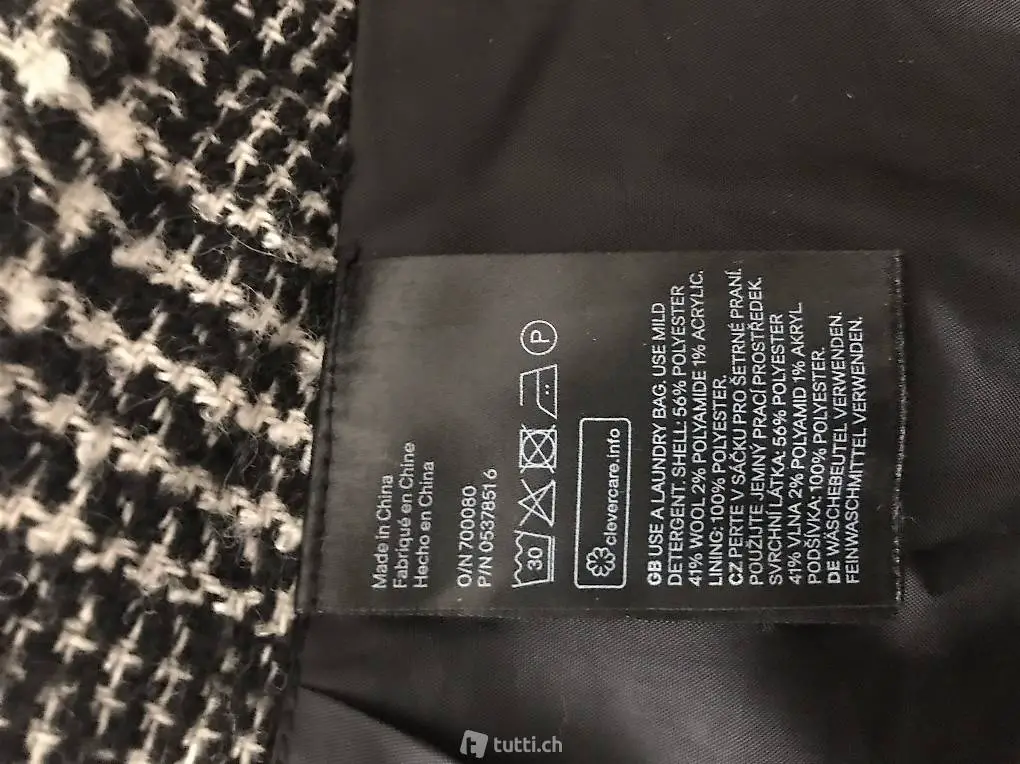 Made in China
Fabriqué en Chine
Hecho en China
O/N 700080
P/N 05378516
30
P
clevercare.info
GB USE A LAUNDRY BAG. USE MILD
DETERGENT. SHELL: 56% POLYESTER
41% WOOL 2% POLYAMIDE 1% ACRYLIC.
LINING: 100% POLYESTER.
CZ PERTE V SÁČKU PRO ŠETRNÉ PRANÍ.
POUŽIJTE JEMNÝ PRACÍ PROSTŘEDEK.
SVRCHNÍ LÁTKA: 56% POLYESTER
41% VLNA 2% POLYAMID 1% AKRYL
PODŠÍVKA: 100% POLYESTER.
DE WÄSCHEBEUTEL VERWENDEN.
FEINWASCHMITTEL VERWENDEN.
tutti.ch